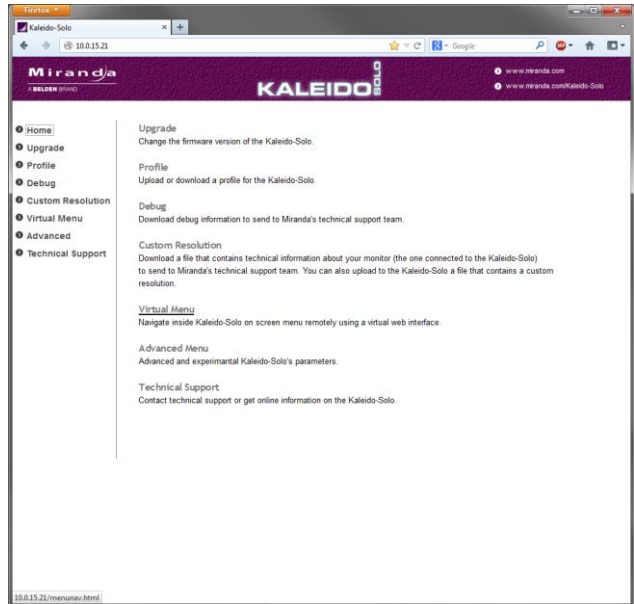 Firefox
Kaleido-Solo
10.0.15.21
Google
Miranda
A BELDEN BRAND
KALEIDO SOLO
www.miranda.com
www.miranda.com/Kaleido-Solo
Home
Upgrade
Profile
Debug
Custom Resolution
Virtual Menu
Advanced
Technical Support
Upgrade
Change the firmware version of the Kaleido-Solo.
Profile
Upload or download a profile for the Kaleido-Solo.
Debug
Download debug information to send to Miranda's technical support team.
Custom Resolution
Download a file that contains technical information about your monitor (the one connected to the Kaleido-Solo)
to send to Miranda's technical support team. You can also upload to the Kaleido-Solo a file that contains a custom
resolution.
Virtual Menu
Navigate inside Kaleido-Solo on screen menu remotely using a virtual web interface.
Advanced Menu
Advanced and experimantal Kaleido-Solo's parameters.
Technical Support
Contact technical support or get online information on the Kaleido-Solo.
10.0.15.21/menunav.html